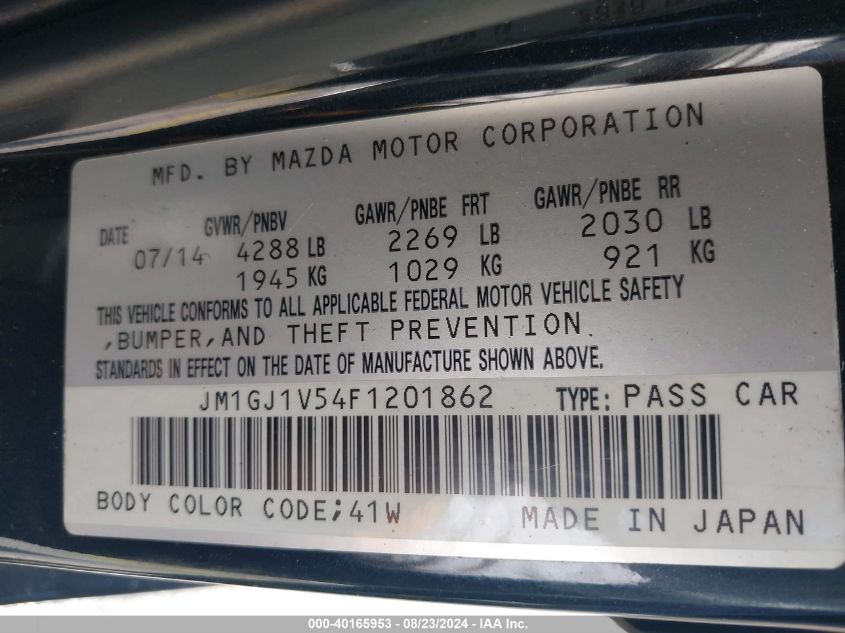 MFD. BY MAZDA MOTOR CORPORATION
DATE GVWR/PNBV GAWR/PNBE FRT GAWR/PNBE RR
07/14 4288 LB 2269 LB 2030 LB
1945 KG 1029 KG 921 KG
THIS VEHICLE CONFORMS TO ALL APPLICABLE FEDERAL MOTOR VEHICLE SAFETY
,BUMPER,AND THEFT PREVENTION.
STANDARDS IN EFFECT ON THE DATE OF MANUFACTURE SHOWN ABOVE.
JM1GJ1V54F1201862 TYPE: PASS CAR
BODY COLOR CODE;41W MADE IN JAPAN
000-40165953 - 08/23/2024 - IAA Inc.